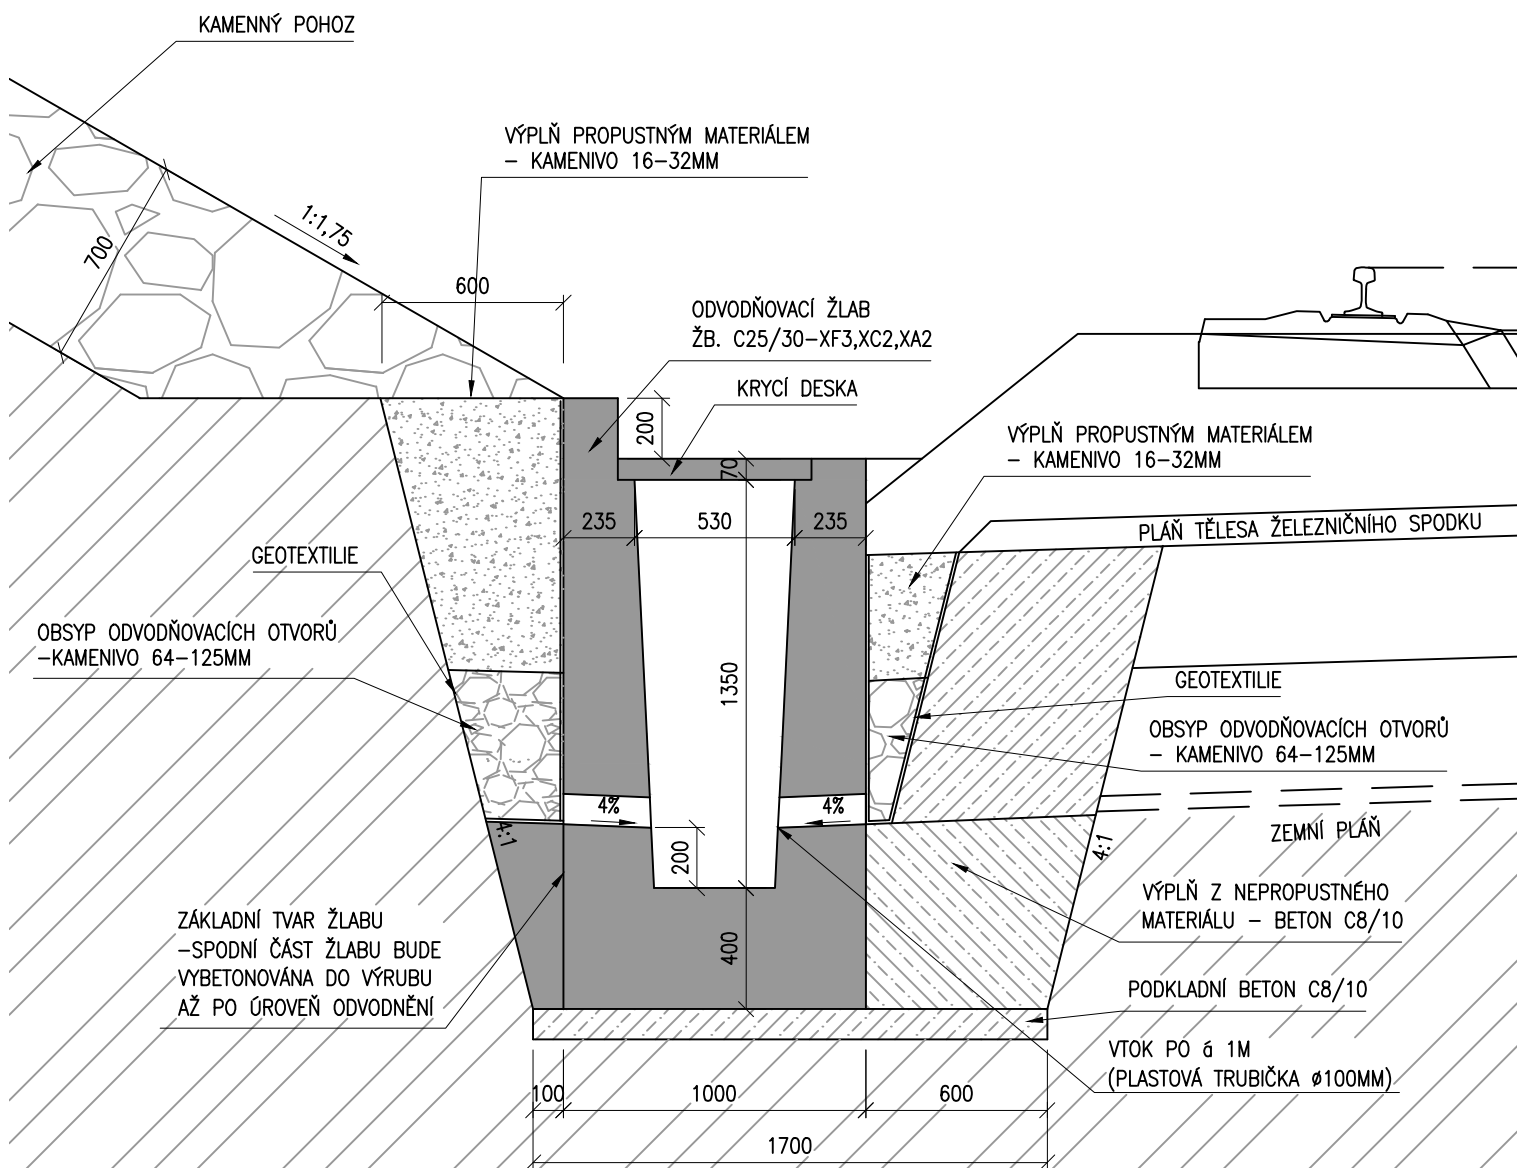 KAMENNÝ POHOZ
VÝPLŇ PROPUSTNÝM MATERIÁLEM
– KAMENIVO 16–32MM
1:1,75
700
600
ODVODŇOVACÍ ŽLAB
ŽB. C25/30–XF3,XC2,XA2
KRYCÍ DESKA
200
70
VÝPLŇ PROPUSTNÝM MATERIÁLEM
– KAMENIVO 16–32MM
235
530
235
PLÁŇ TĚLESA ŽELEZNIČNÍHO SPODKU
GEOTEXTILIE
OBSYP ODVODŇOVACÍCH OTVORŮ
–KAMENIVO 64–125MM
1350
GEOTEXTILIE
OBSYP ODVODŇOVACÍCH OTVORŮ
– KAMENIVO 64–125MM
4%
4%
4:1
4:1
ZEMNÍ PLÁŇ
200
VÝPLŇ Z NEPROPUSTNÉHO
MATERIÁLU – BETON C8/10
ZÁKLADNÍ TVAR ŽLABU
–SPODNÍ ČÁST ŽLABU BUDE
VYBETONOVÁNA DO VÝRUBU
AŽ PO ÚROVEŇ ODVODNĚNÍ
400
PODKLADNÍ BETON C8/10
VTOK PO á 1M
(PLASTOVÁ TRUBIČKA ø100MM)
100
1000
600
1700